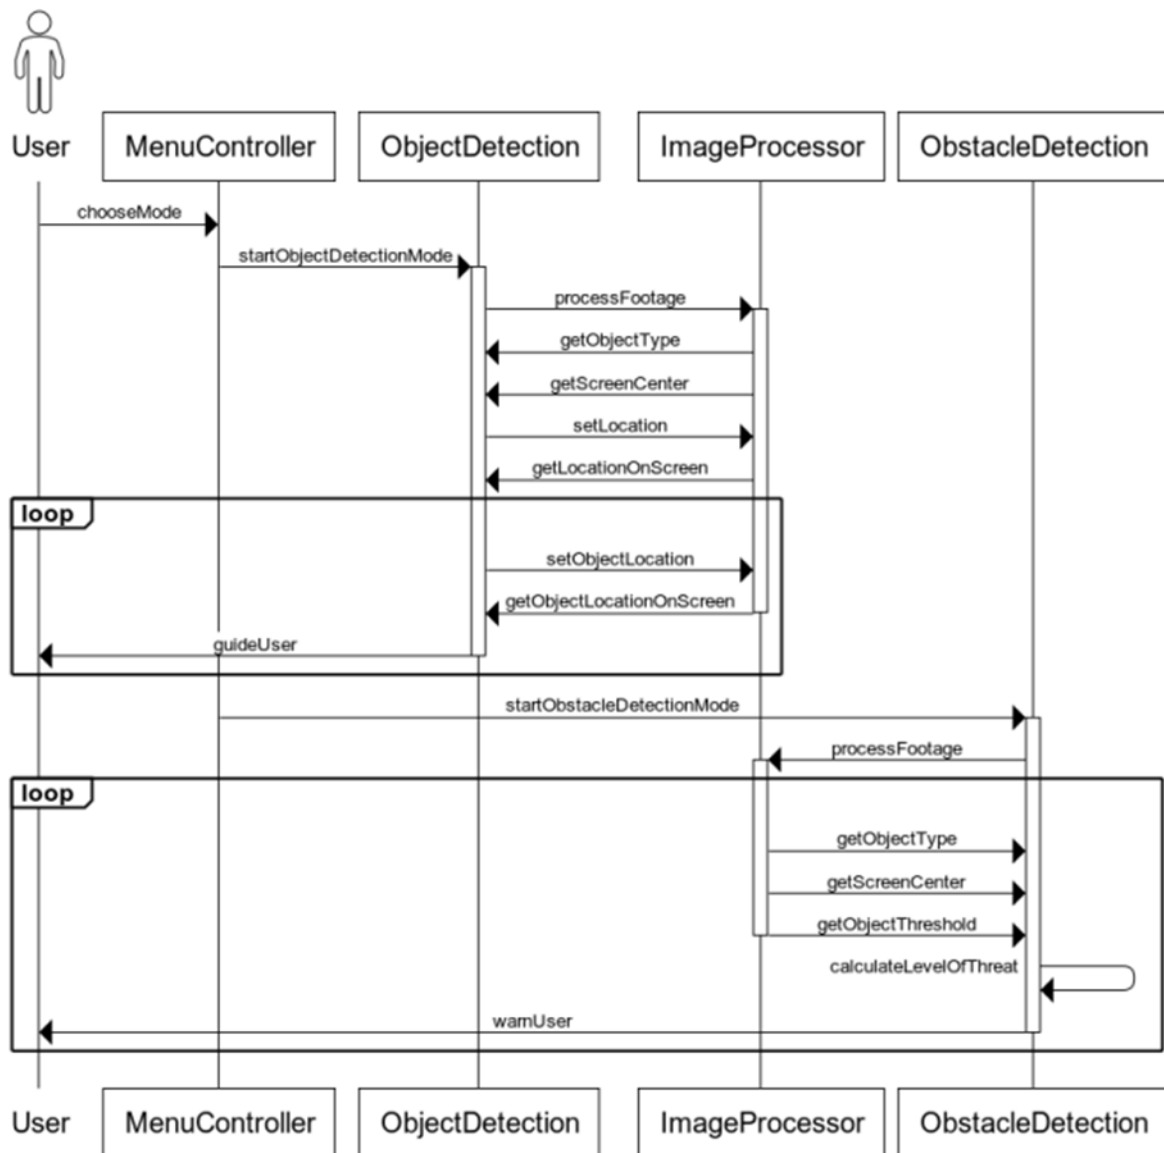 User
MenuController
ObjectDetection
ImageProcessor
ObstacleDetection
chooseMode
startObjectDetectionMode
processFootage
getObjectType
getScreenCenter
setLocation
getLocationOnScreen
loop
setObjectLocation
getObjectLocationOnScreen
guideUser
startObstacleDetectionMode
processFootage
loop
getObjectType
getScreenCenter
getObjectThreshold
calculateLevelOfThreat
warnUser
User
MenuController
ObjectDetection
ImageProcessor
ObstacleDetection